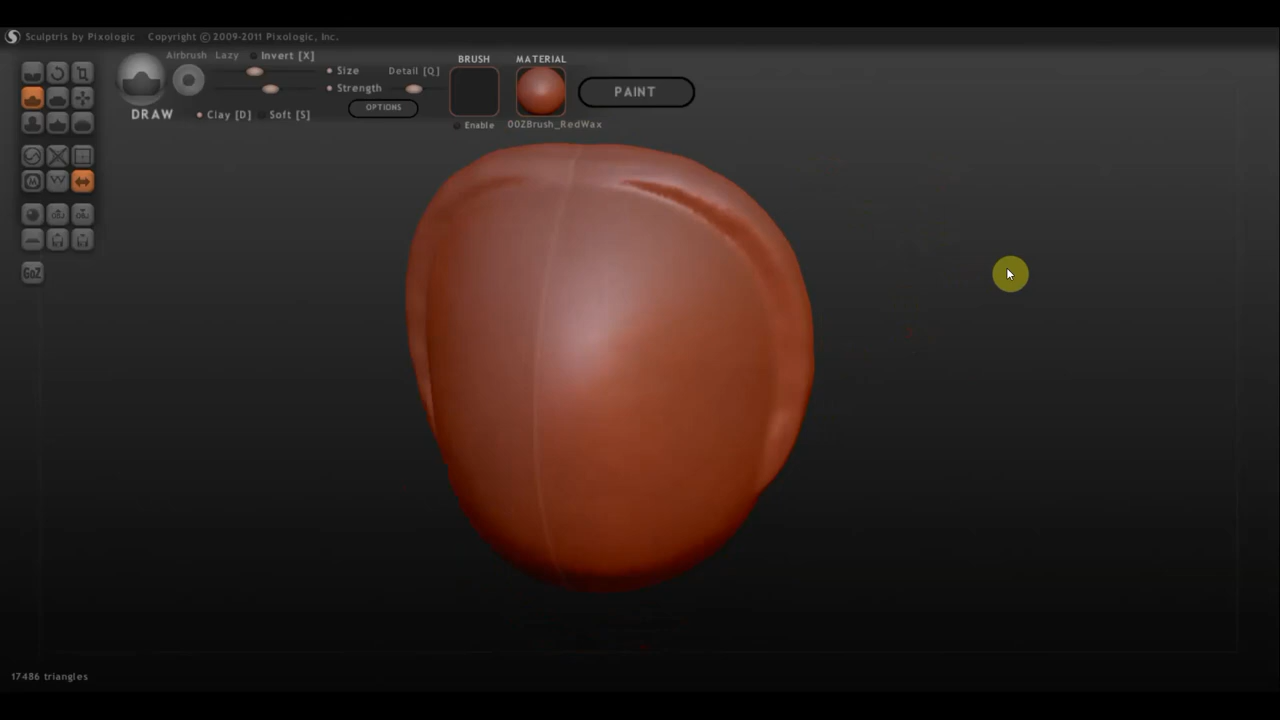 Sculptris by Pixologic Copyright © 2009-2011 Pixologic, Inc.
Airbrush Lazy Invert [X]
Size Detail [Q]
Strength
OPTIONS
DRAW Clay [D] Soft [S]
BRUSH
Enable
MATERIAL
00ZBrush_RedWax
PAINT
GoZ
17486 triangles